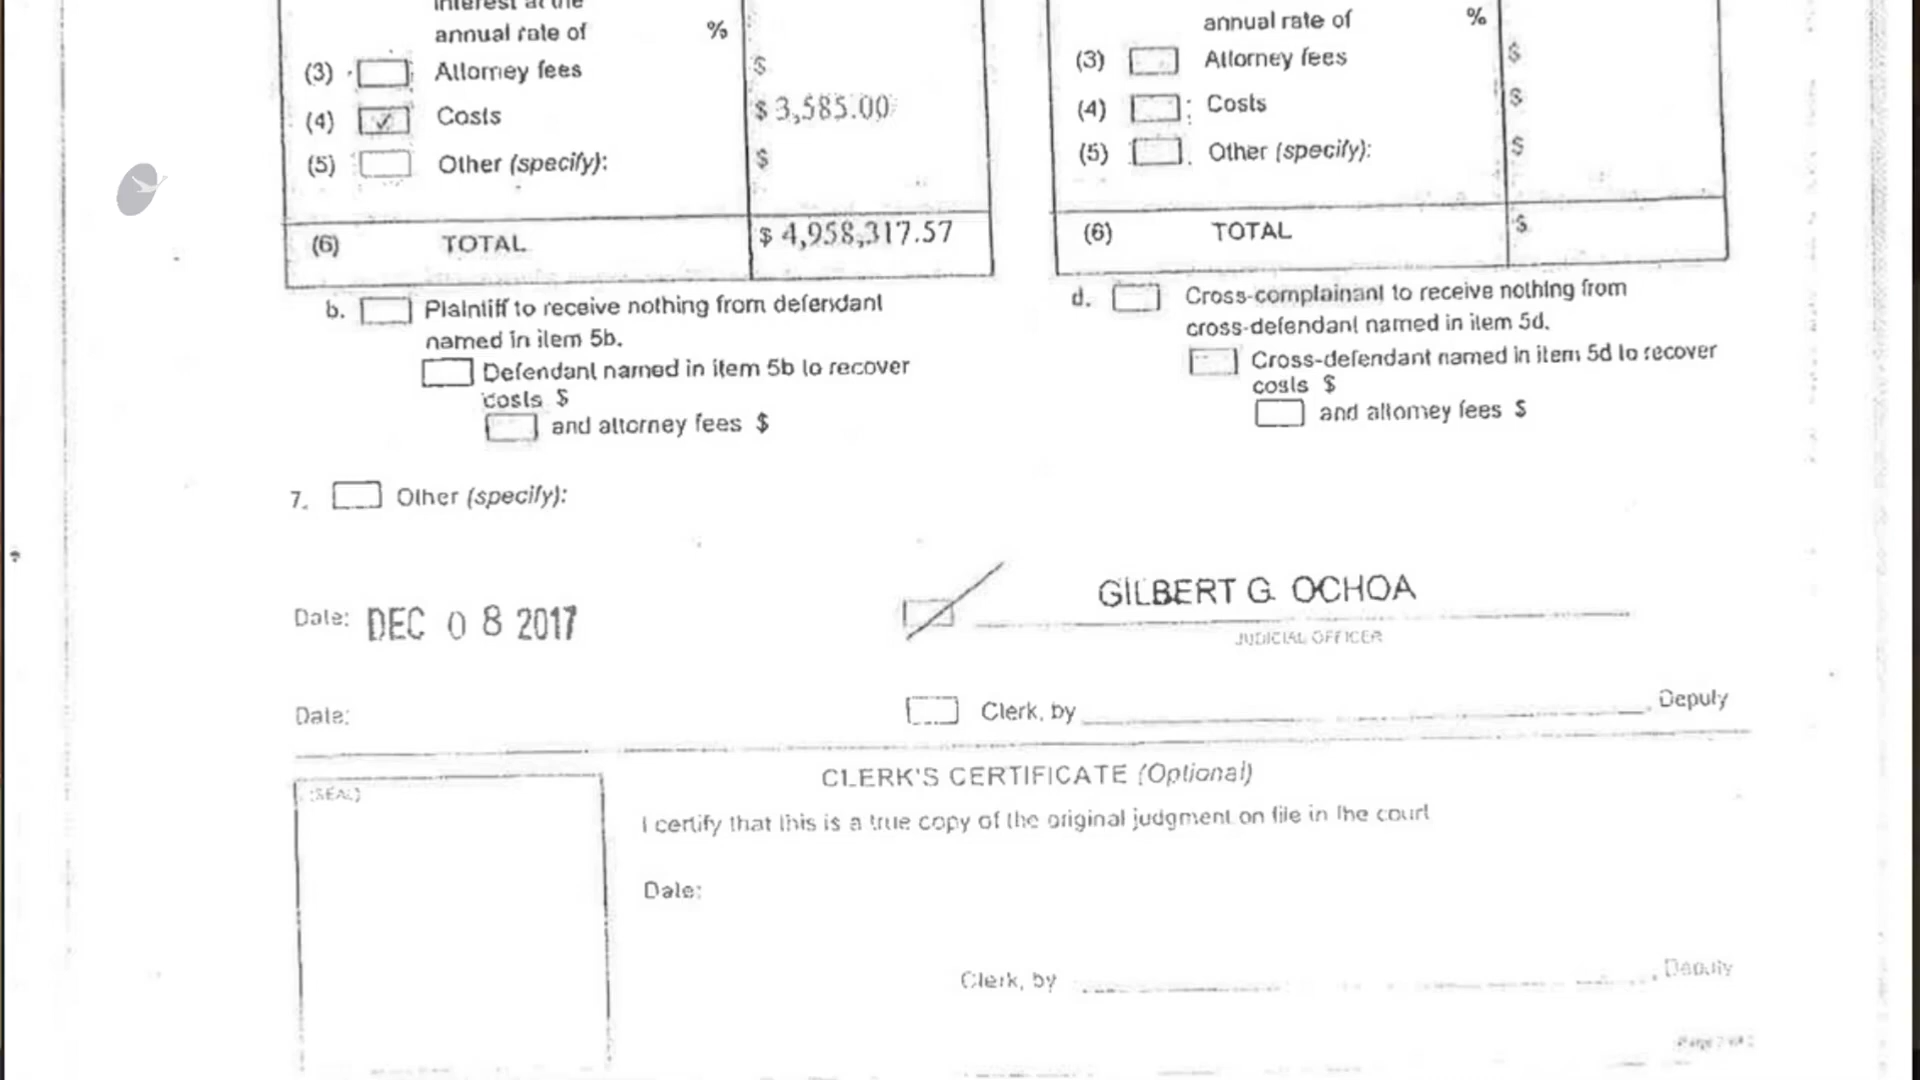 interest at the
annual rate of %
(3) Attorney fees $
(4) ✓ Costs $ 3,585.00
(5) Other (specify): $
(6) TOTAL $ 4,958,317.57
b. Plaintiff to receive nothing from defendant
named in item 5b.
Defendant named in item 5b to recover
costs $
and attorney fees $
annual rate of %
(3) Attorney fees $
(4) Costs $
(5) Other (specify): $
(6) TOTAL $
d. Cross-complainant to receive nothing from
cross-defendant named in item 5d.
Cross-defendant named in item 5d to recover
costs $
and attorney fees $
7. Other (specify):
Date: DEC 08 2017
GILBERT G. OCHOA
JUDICIAL OFFICER
Date:
Clerk, by , Deputy
(SEAL)
CLERK'S CERTIFICATE (Optional)
I certify that this is a true copy of the original judgment on file in the court
Date:
Clerk, by , Deputy
Page 2 of 2